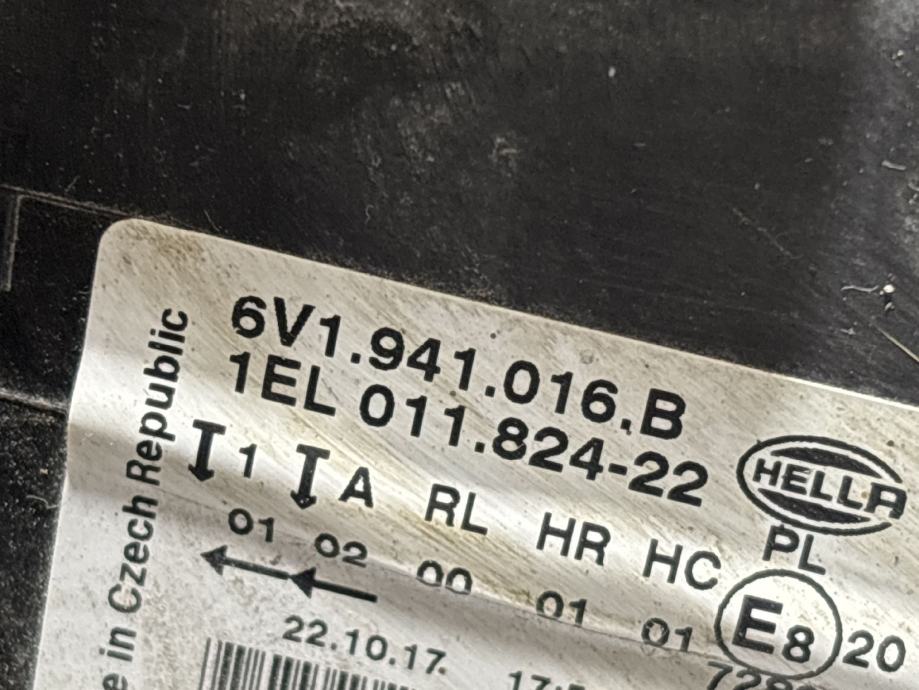 6V1.941.016.B
1EL 011.824-22
HELLA
1 A RL HR HC PL
01 02 00 01 01 E8 20
22.10.17.
in Czech Republic